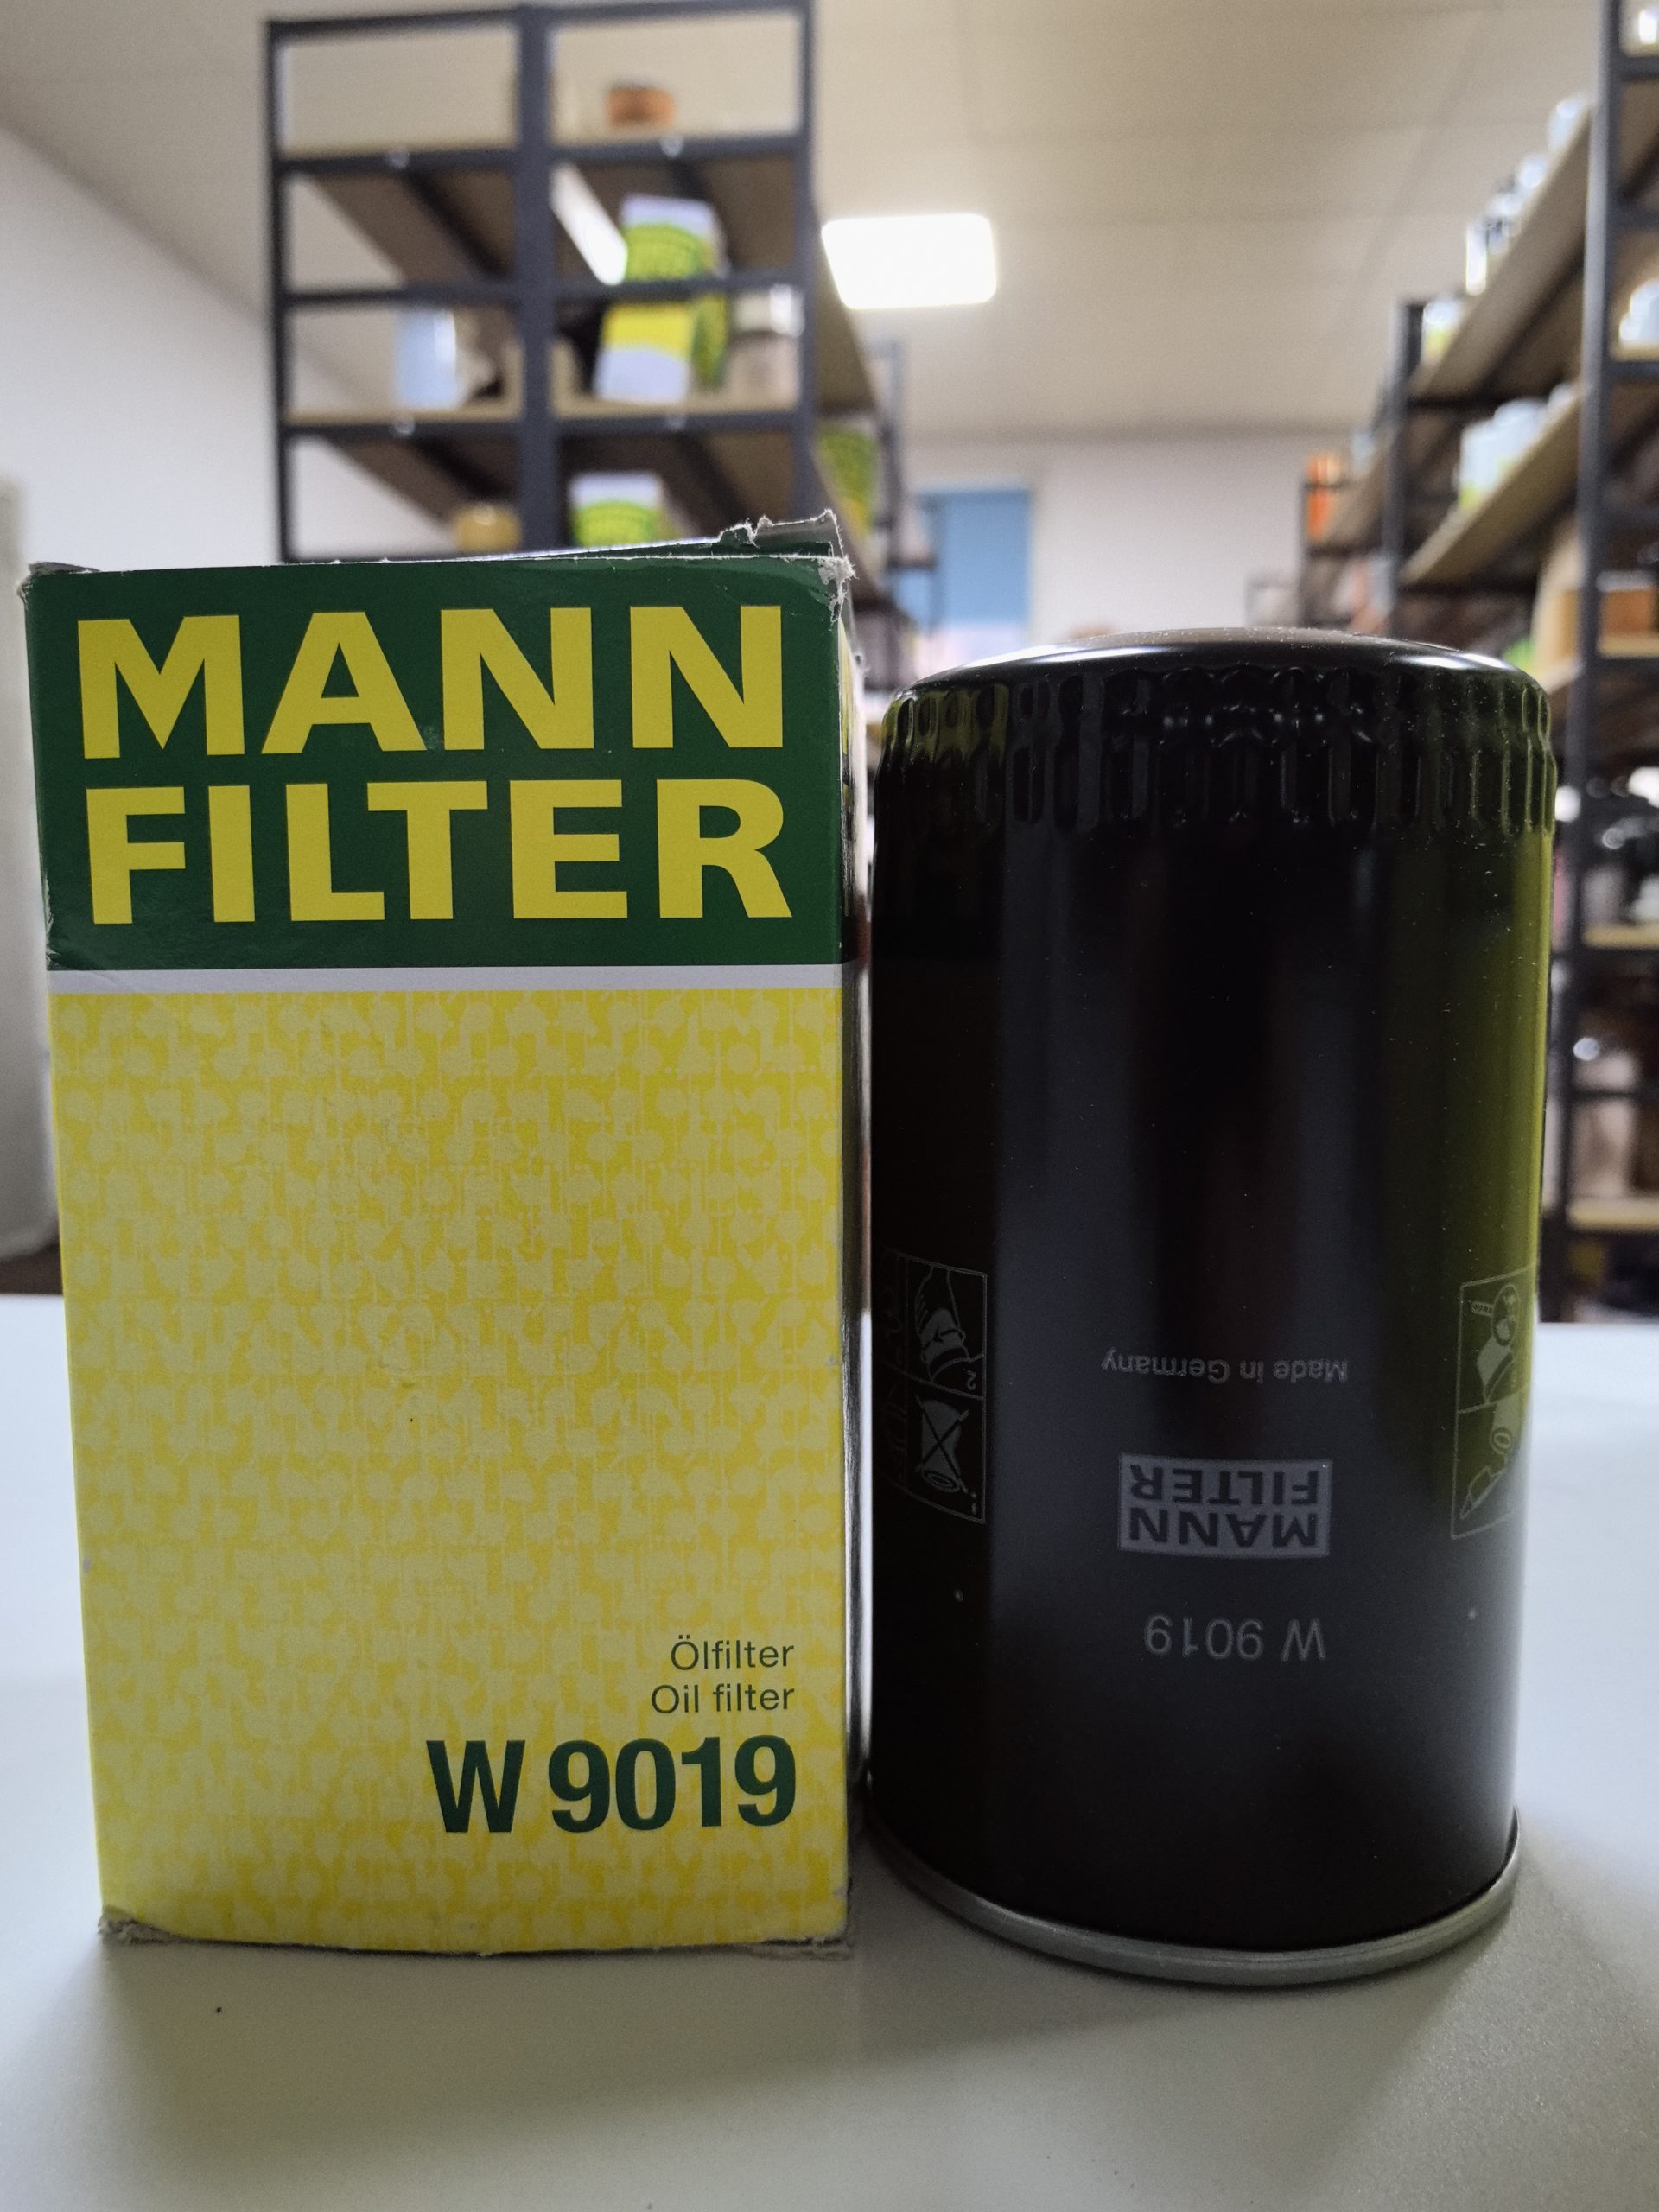 MANN
FILTER
Ölfilter
Oil filter
W 9019
W 9019
MANN
FILTER
Made in Germany